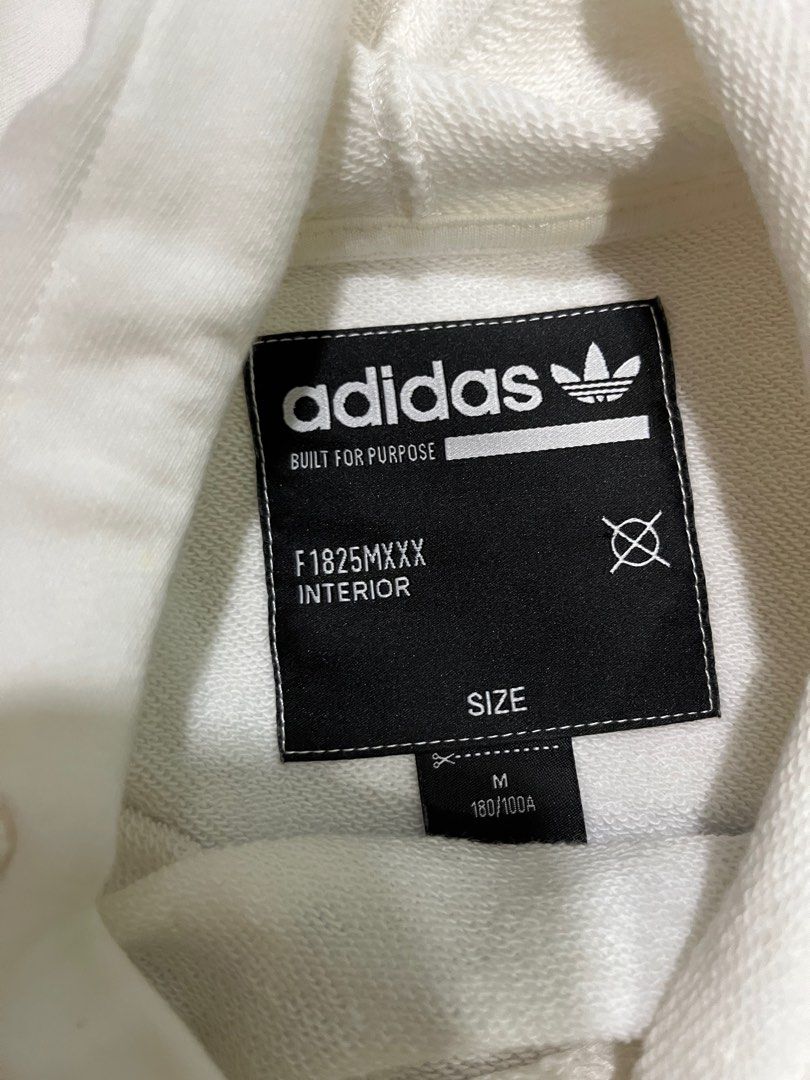 adidas
BUILT FOR PURPOSE
F1825MXXX
INTERIOR
SIZE
M
180/100A